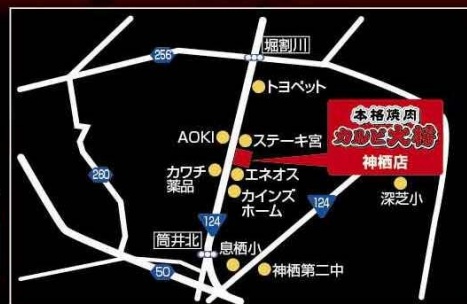 堀割川
256
トヨペット
本格焼肉
カルビ大将
神栖店
AOKI
ステーキ宮
カワチ
薬品
エネオス
カインズ
ホーム
260
深芝小
124
124
筒井北
息栖小
50
神栖第二中